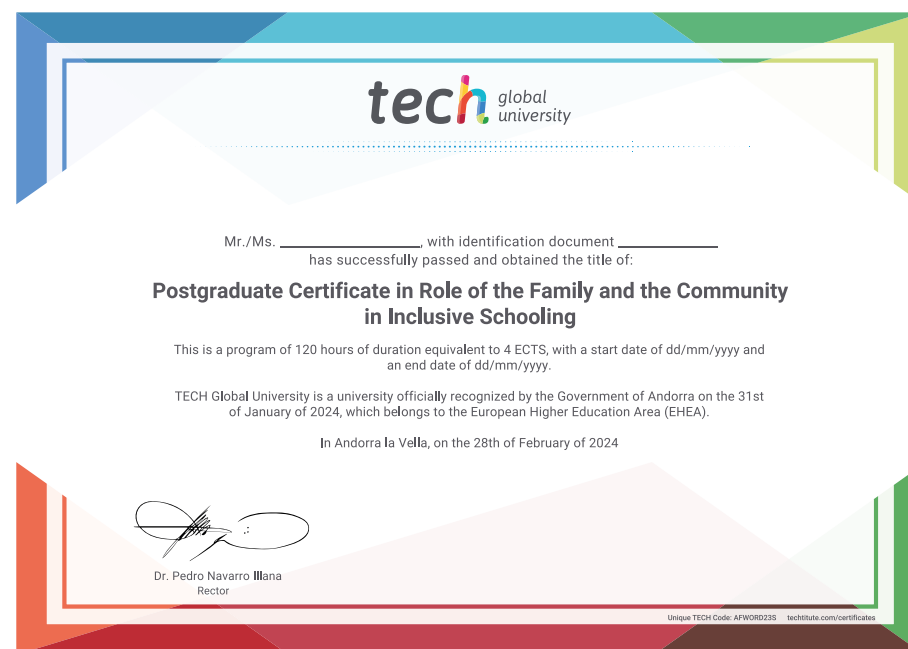 tech global university
Mr./Ms. ____________, with identification document ____________
has successfully passed and obtained the title of:
Postgraduate Certificate in Role of the Family and the Community
in Inclusive Schooling
This is a program of 120 hours of duration equivalent to 4 ECTS, with a start date of dd/mm/yyyy and
an end date of dd/mm/yyyy.
TECH Global University is a university officially recognized by the Government of Andorra on the 31st
of January of 2024, which belongs to the European Higher Education Area (EHEA).
In Andorra la Vella, on the 28th of February of 2024
Dr. Pedro Navarro Illana
Rector
Unique TECH Code: AFWORD23S techtitute.com/certificates